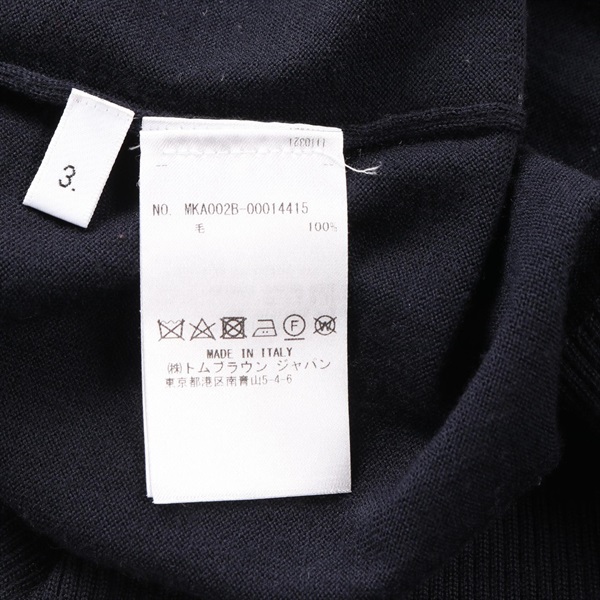 3.
1110321
NO. MKA002B-00014415
毛 100%
MADE IN ITALY
㈱トムブラウン ジャパン
東京都港区南青山5-4-6